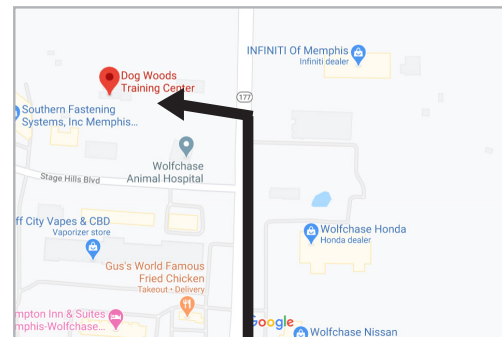 INFINITI Of Memphis
Infiniti dealer
Dog Woods
Training Center
177
Southern Fastening
Systems, Inc Memphis...
Wolfchase
Animal Hospital
Stage Hills Blvd
ff City Vapes & CBD
Vaporizer store
Wolfchase Honda
Honda dealer
Gus's World Famous
Fried Chicken
Takeout • Delivery
mpton Inn & Suites
mphis-Wolfchase...
Google
Wolfchase Nissan